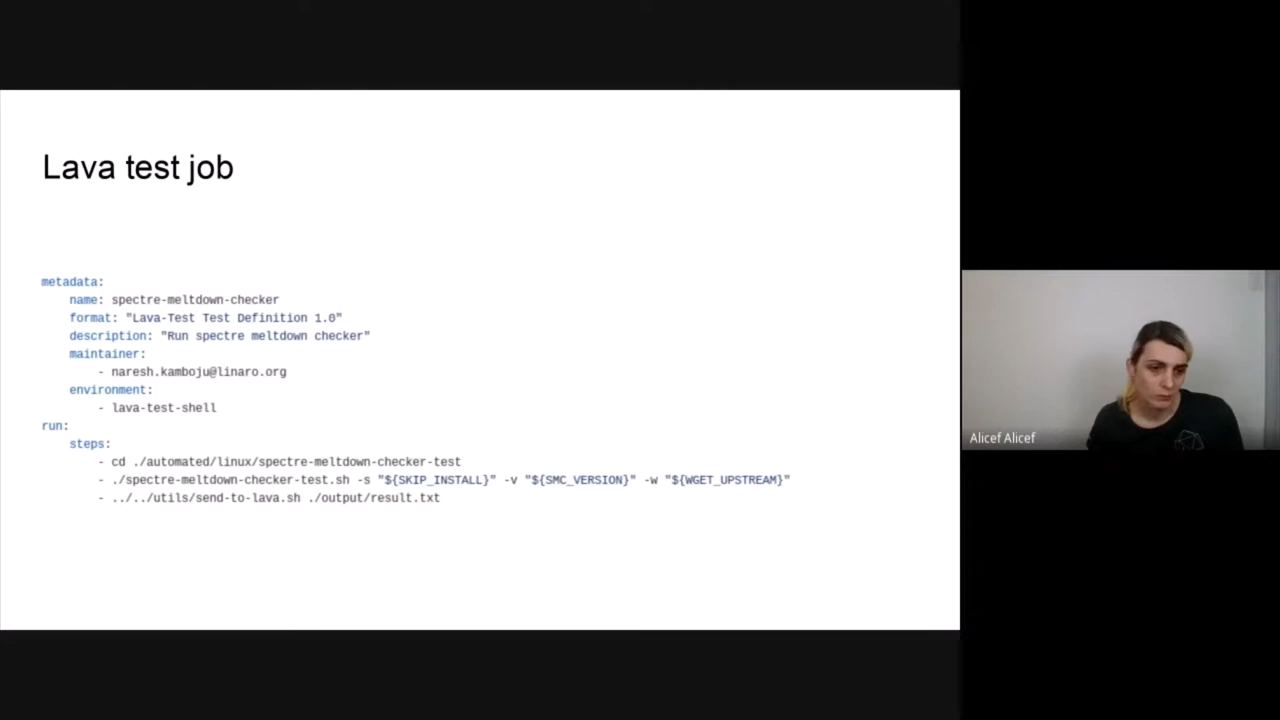 Lava test job
metadata:
    name: spectre-meltdown-checker
    format: "Lava-Test Test Definition 1.0"
    description: "Run spectre meltdown checker"
    maintainer:
        - naresh.kamboju@linaro.org
    environment:
        - lava-test-shell
run:
    steps:
        - cd ./automated/linux/spectre-meltdown-checker-test
        - ./spectre-meltdown-checker-test.sh -s "${SKIP_INSTALL}" -v "${SMC_VERSION}" -w "${WGET_UPSTREAM}"
        - ../../utils/send-to-lava.sh ./output/result.txt
Alicef Alicef